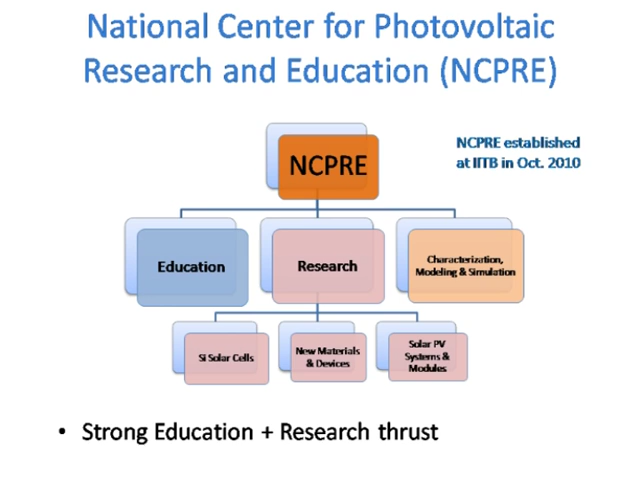 National Center for Photovoltaic
Research and Education (NCPRE)
NCPRE established
at IITB in Oct. 2010
NCPRE
Education
Research
Characterization,
Modeling & Simulation
Si Solar Cells
New Materials
& Devices
Solar PV
Systems &
Modules
• Strong Education + Research thrust